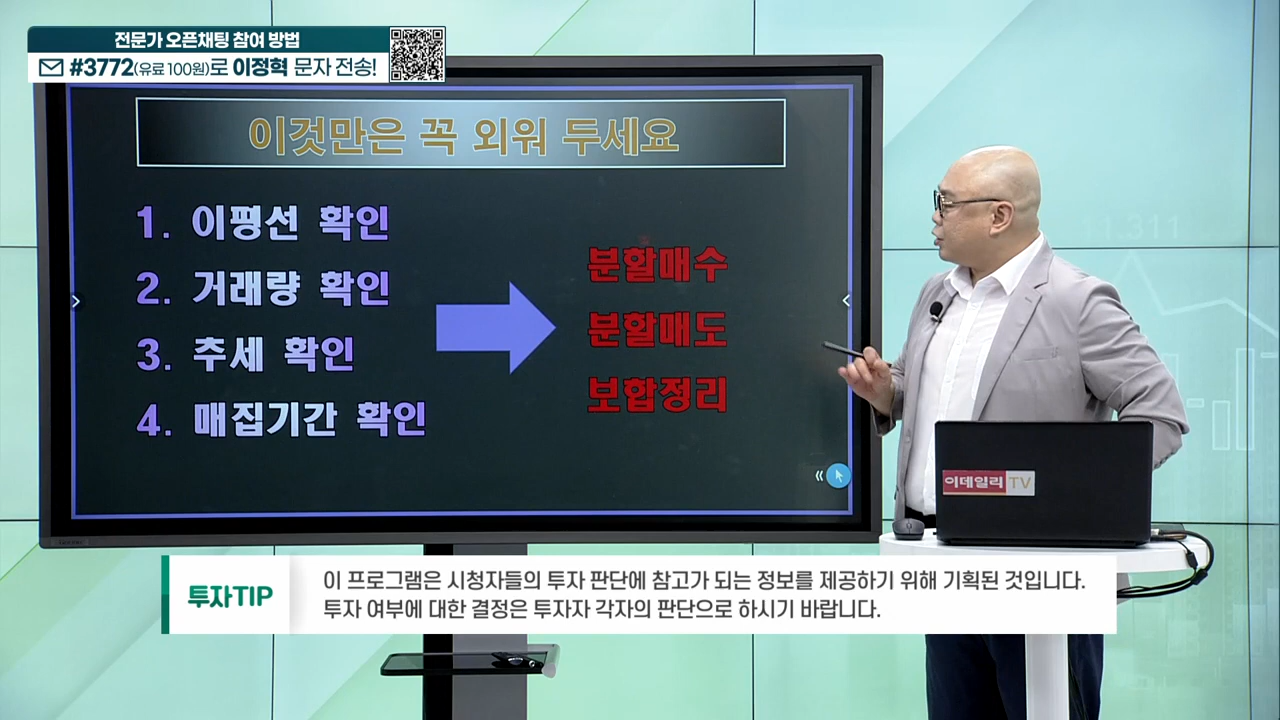 전문가 오픈채팅 참여 방법
#3772(유료 100원)로 이정혁 문자 전송!
이것만은 꼭 외워 두세요
1. 이평선 확인
2. 거래량 확인
3. 추세 확인
4. 매집기간 확인
분활매수
분활매도
보합정리
11.311
이데일리TV
투자TIP
이 프로그램은 시청자들의 투자 판단에 참고가 되는 정보를 제공하기 위해 기획된 것입니다.
투자 여부에 대한 결정은 투자자 각자의 판단으로 하시기 바랍니다.